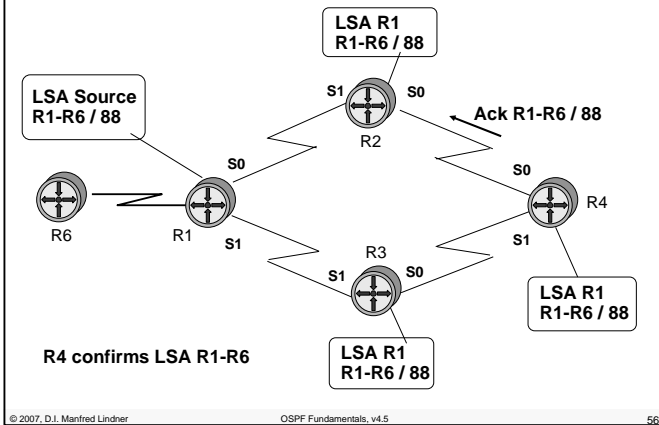 LSA R1
R1-R6 / 88
S1
S0
LSA Source
R1-R6 / 88
Ack R1-R6 / 88
R2
S0
S0
R6
R1
R4
S1
R3
S1
S1
S0
LSA R1
R1-R6 / 88
R4 confirms LSA R1-R6
LSA R1
R1-R6 / 88
© 2007, D.I. Manfred Lindner
OSPF Fundamentals, v4.5
56